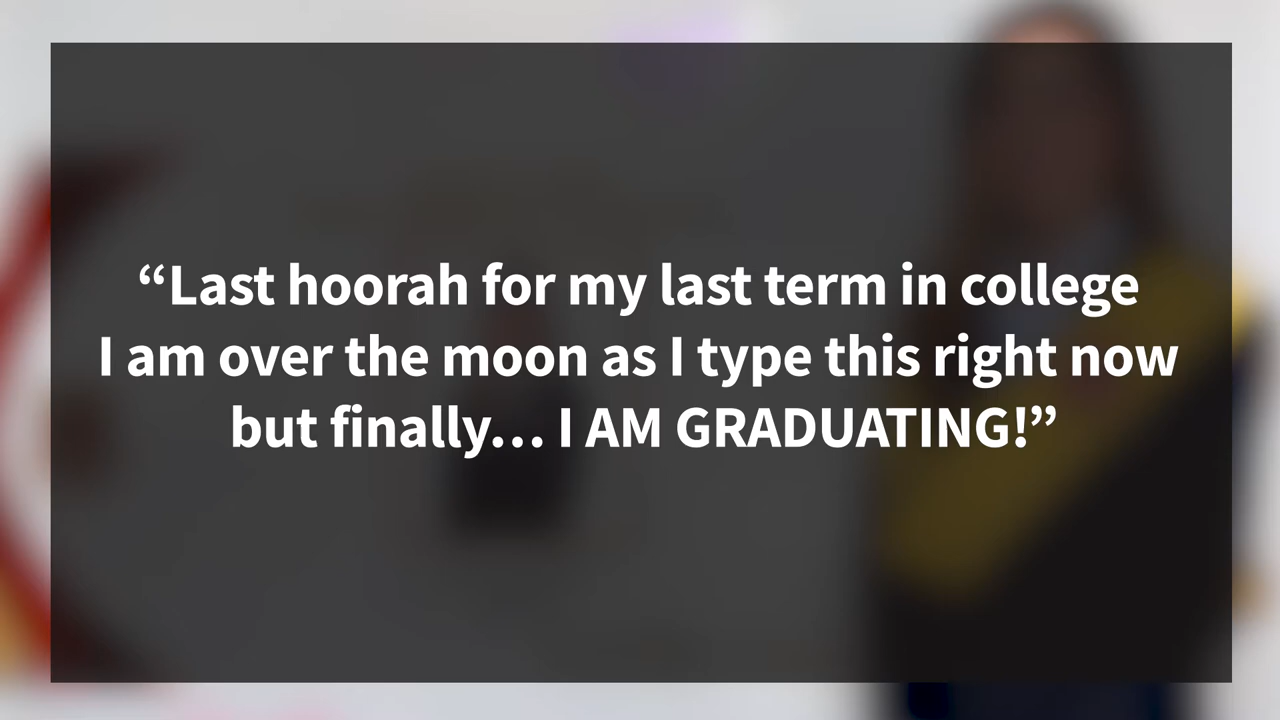 “Last hoorah for my last term in college
I am over the moon as I type this right now
but finally… I AM GRADUATING!”